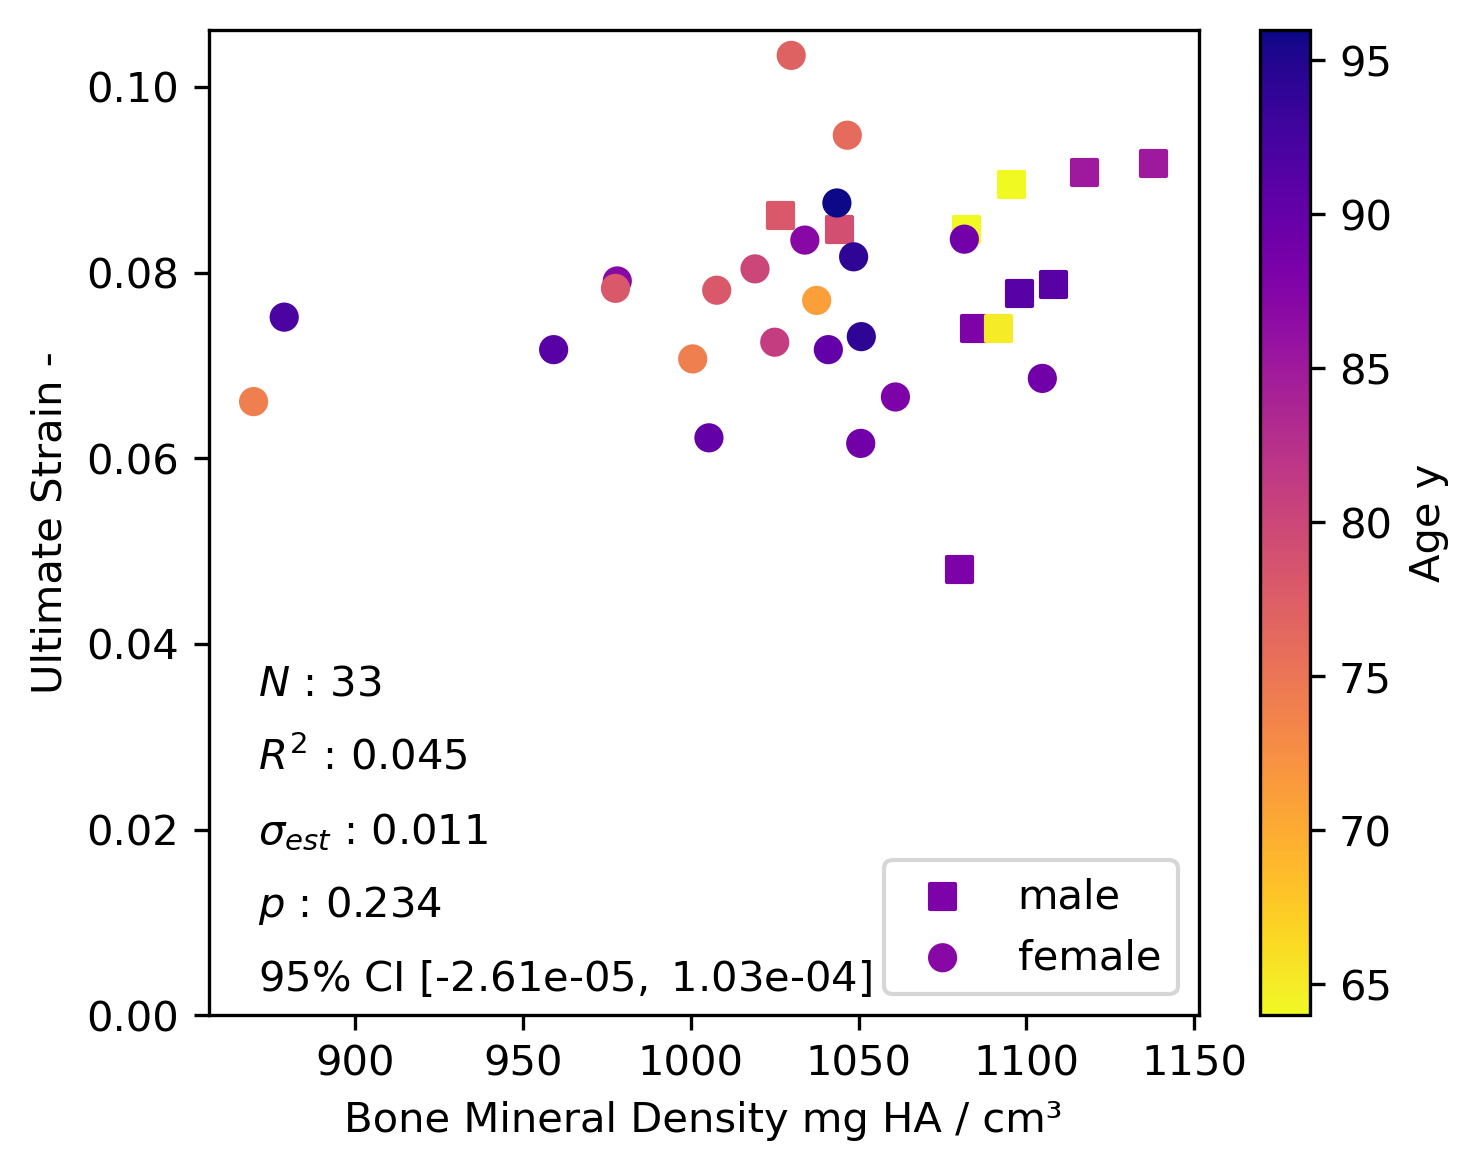 0.10
0.08
0.06
0.04
0.02
0.00
Ultimate Strain -
N : 33
R² : 0.045
σest : 0.011
p : 0.234
95% CI [-2.61e-05, 1.03e-04]
male
female
900 950 1000 1050 1100 1150
Bone Mineral Density mg HA / cm³
95
90
85
80
75
70
65
Age y